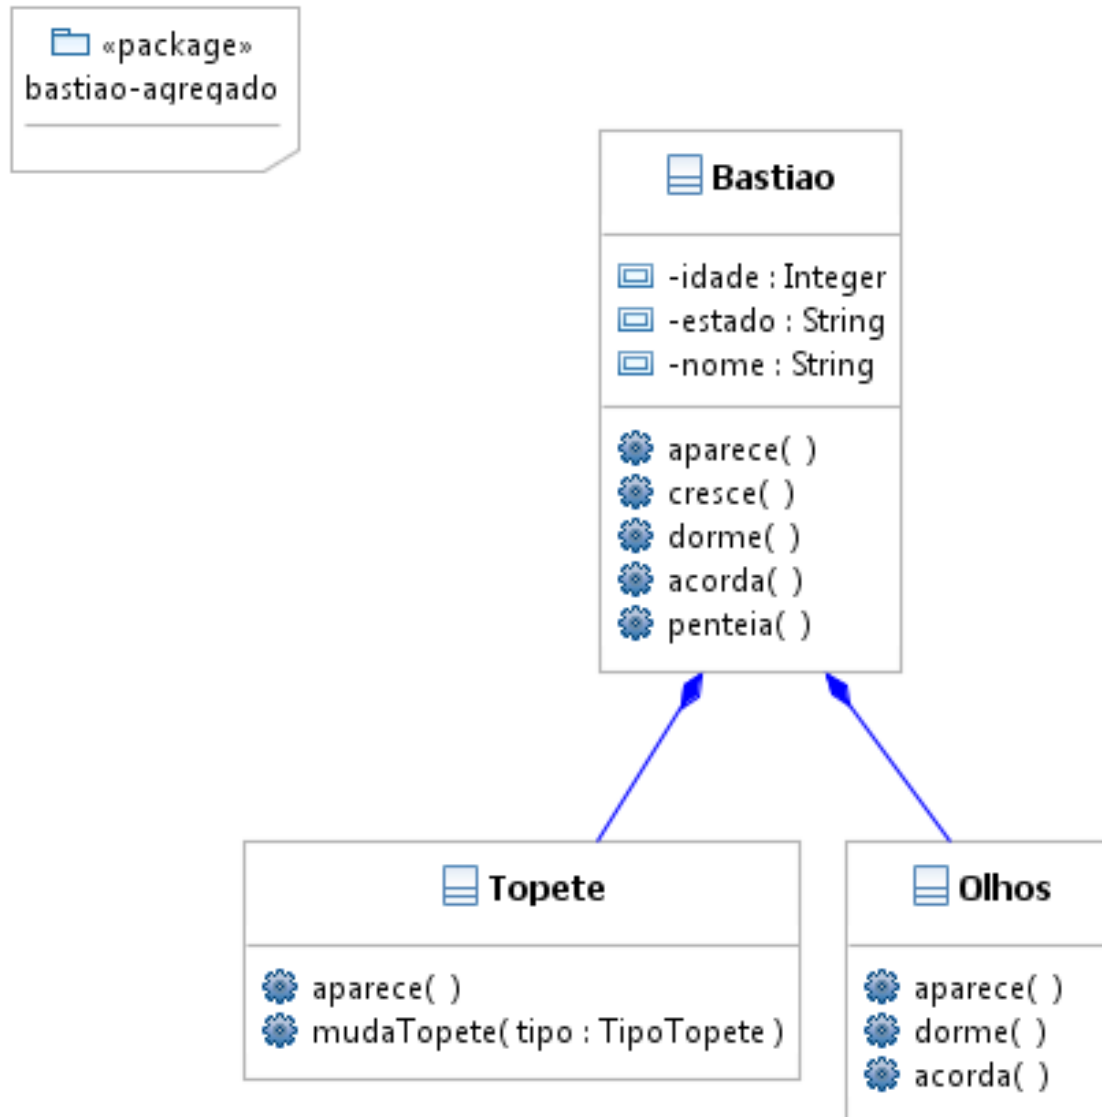 «package»
bastiao-agregado
Bastiao
-idade : Integer
-estado : String
-nome : String
aparece( )
cresce( )
dorme( )
acorda( )
penteia( )
Topete
aparece( )
mudaTopete( tipo : TipoTopete )
Olhos
aparece( )
dorme( )
acorda( )